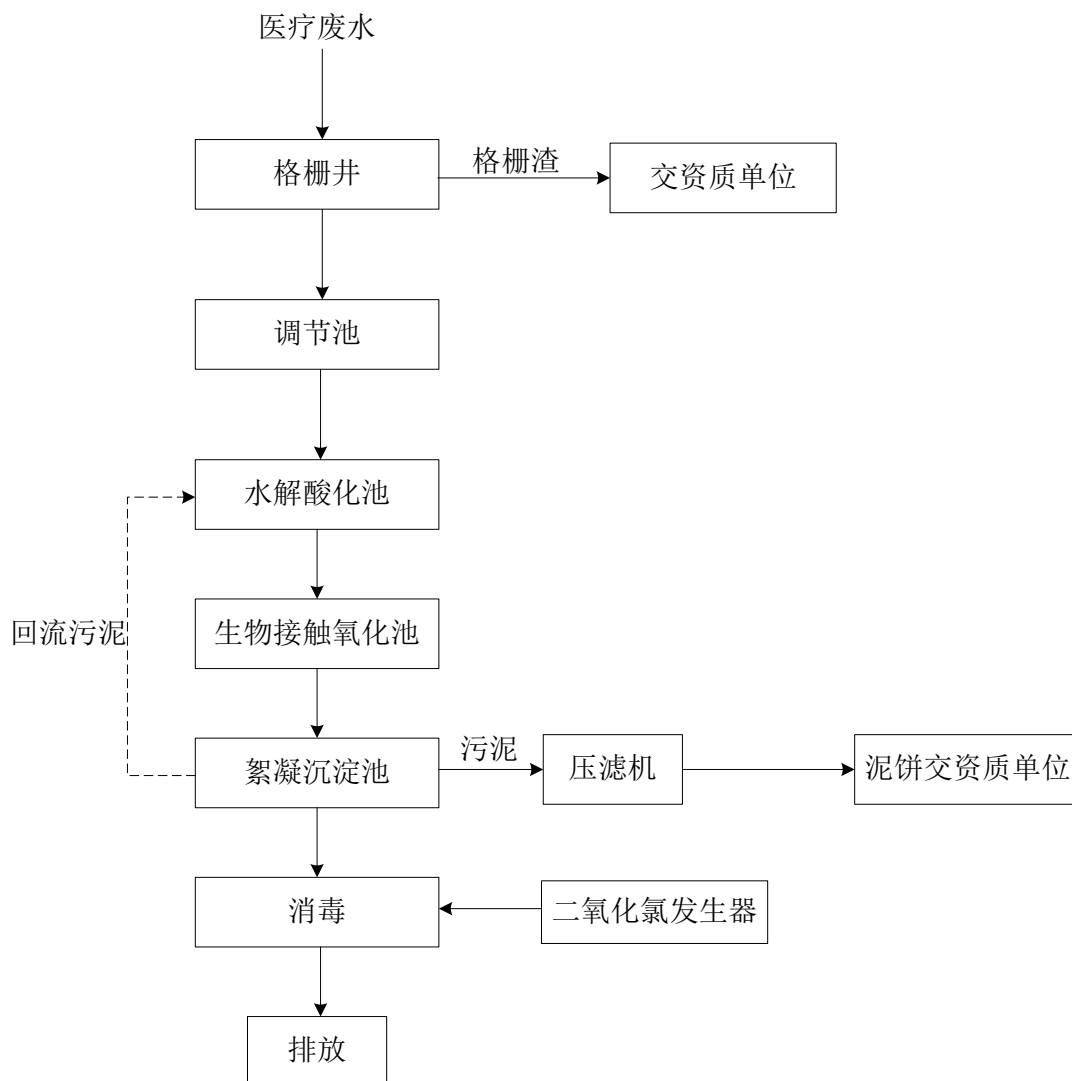 医疗废水
格栅井
格栅渣
交资质单位
调节池
水解酸化池
回流污泥
生物接触氧化池
絮凝沉淀池
污泥
压滤机
泥饼交资质单位
消毒
二氧化氯发生器
排放